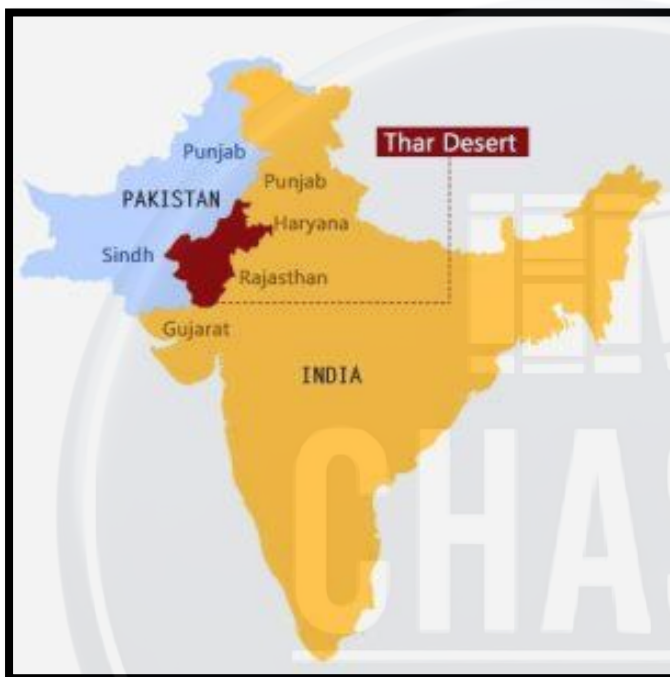 Thar Desert
Punjab
Punjab
PAKISTAN
Haryana
Sindh
Rajasthan
Gujarat
INDIA